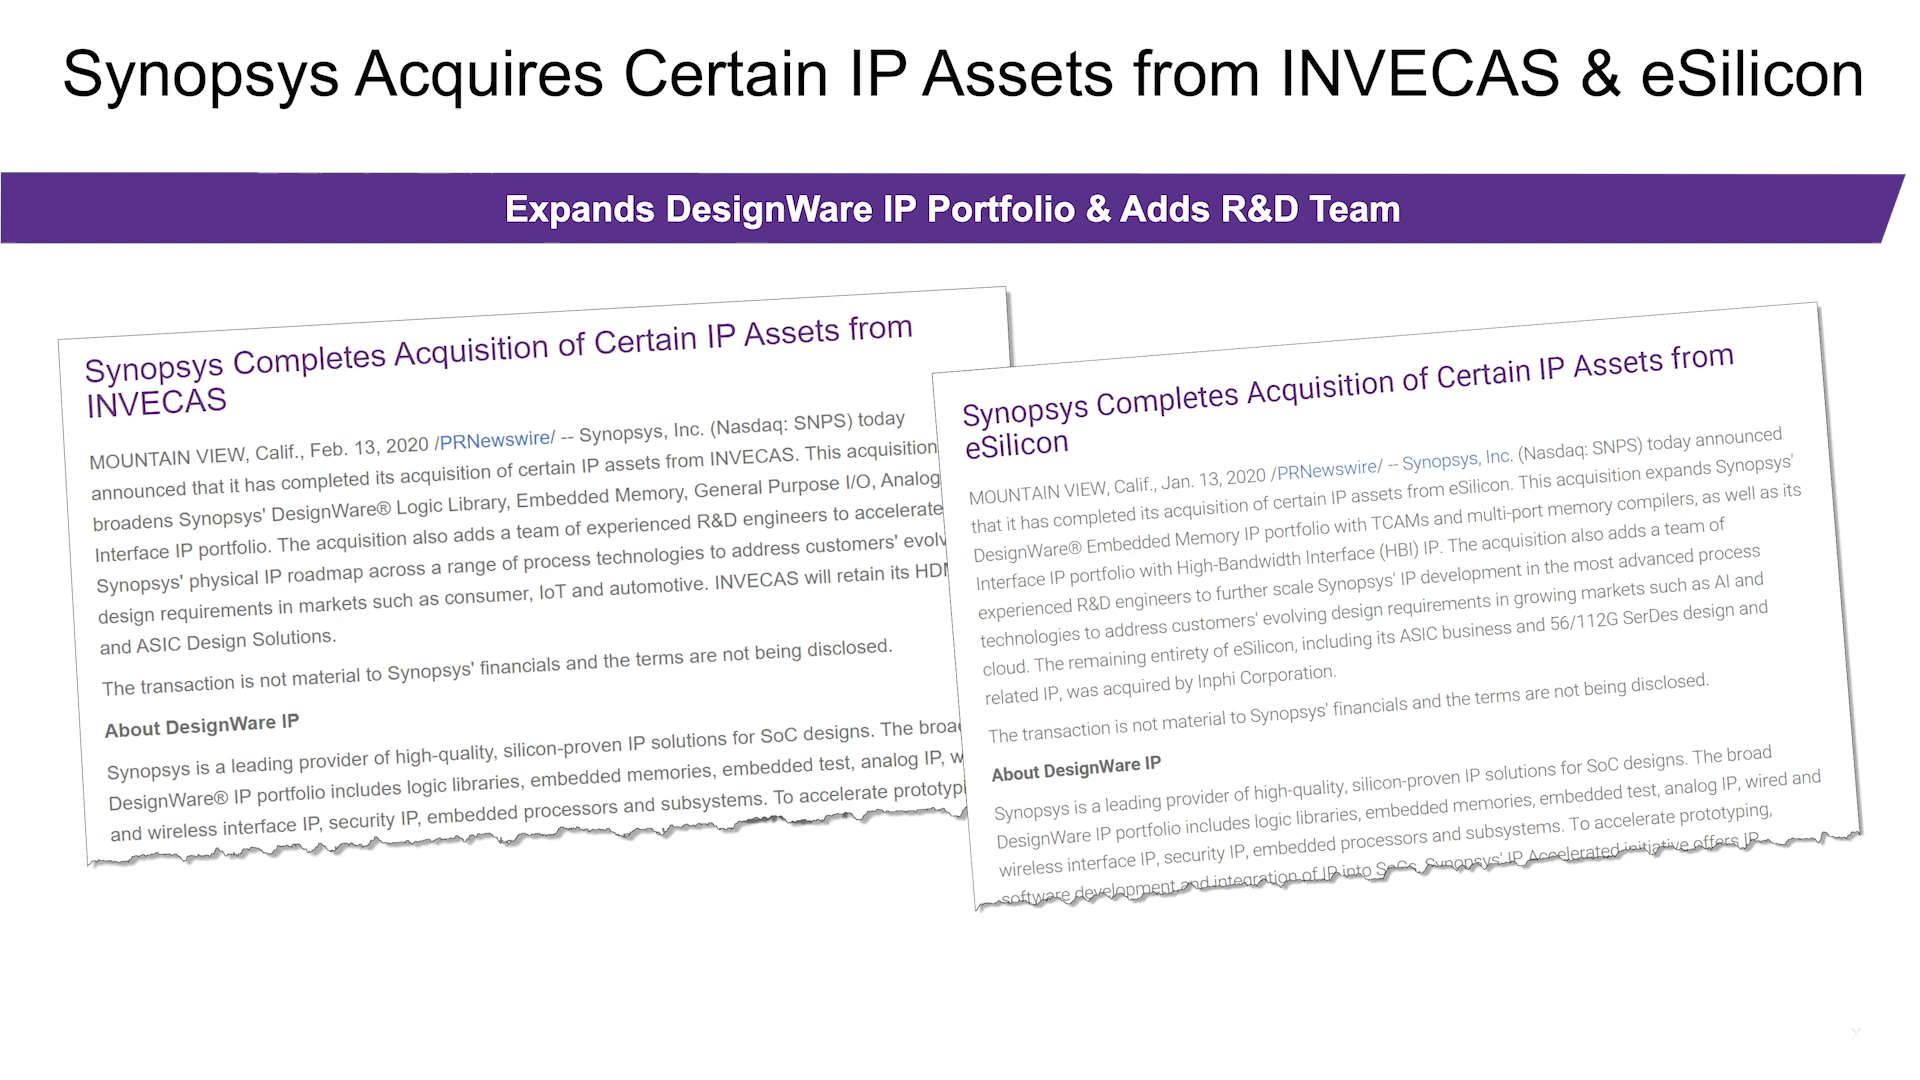 Synopsys Acquires Certain IP Assets from INVECAS & eSilicon
Expands DesignWare IP Portfolio & Adds R&D Team
Synopsys Completes Acquisition of Certain IP Assets from
INVECAS
MOUNTAIN VIEW, Calif., Feb. 13, 2020 /PRNewswire/ -- Synopsys, Inc. (Nasdaq: SNPS) today
announced that it has completed its acquisition of certain IP assets from INVECAS. This acquisition
broadens Synopsys' DesignWare® Logic Library, Embedded Memory, General Purpose I/O, Analog
Interface IP portfolio. The acquisition also adds a team of experienced R&D engineers to accelerate
Synopsys' physical IP roadmap across a range of process technologies to address customers'
design requirements in markets such as consumer, IoT and automotive. INVECAS will retain its
and ASIC Design Solutions.
The transaction is not material to Synopsys' financials and the terms are not being disclosed.
About DesignWare IP
Synopsys is a leading provider of high-quality, silicon-proven IP solutions for SoC designs. The
DesignWare® IP portfolio includes logic libraries, embedded memories, embedded test, analog IP,
and wireless interface IP, security IP, embedded processors and subsystems. To accelerate
Synopsys Completes Acquisition of Certain IP Assets from
eSilicon
MOUNTAIN VIEW, Calif., Jan. 13, 2020 /PRNewswire/ -- Synopsys, Inc. (Nasdaq: SNPS) today announced
that it has completed its acquisition of certain IP assets from eSilicon. This acquisition expands Synopsys'
DesignWare® Embedded Memory IP portfolio with TCAMs and multi-port memory compilers, as well as its
Interface IP portfolio with High-Bandwidth Interface (HBI) IP. The acquisition also adds a team of
experienced R&D engineers to further scale Synopsys' IP development in the most advanced process
technologies to address customers' evolving design requirements in growing markets such as AI and
cloud. The remaining entirety of eSilicon, including its ASIC business and 56/112G SerDes design and
related IP, was acquired by Inphi Corporation.
The transaction is not material to Synopsys' financials and the terms are not being disclosed.
About DesignWare IP
Synopsys is a leading provider of high-quality, silicon-proven IP solutions for SoC designs. The broad
DesignWare IP portfolio includes logic libraries, embedded memories, embedded test, analog IP, wired and
wireless interface IP, security IP, embedded processors and subsystems. To accelerate prototyping,
software development and integration of IP into SoCs, Synopsys' IP Accelerated initiative offers IP